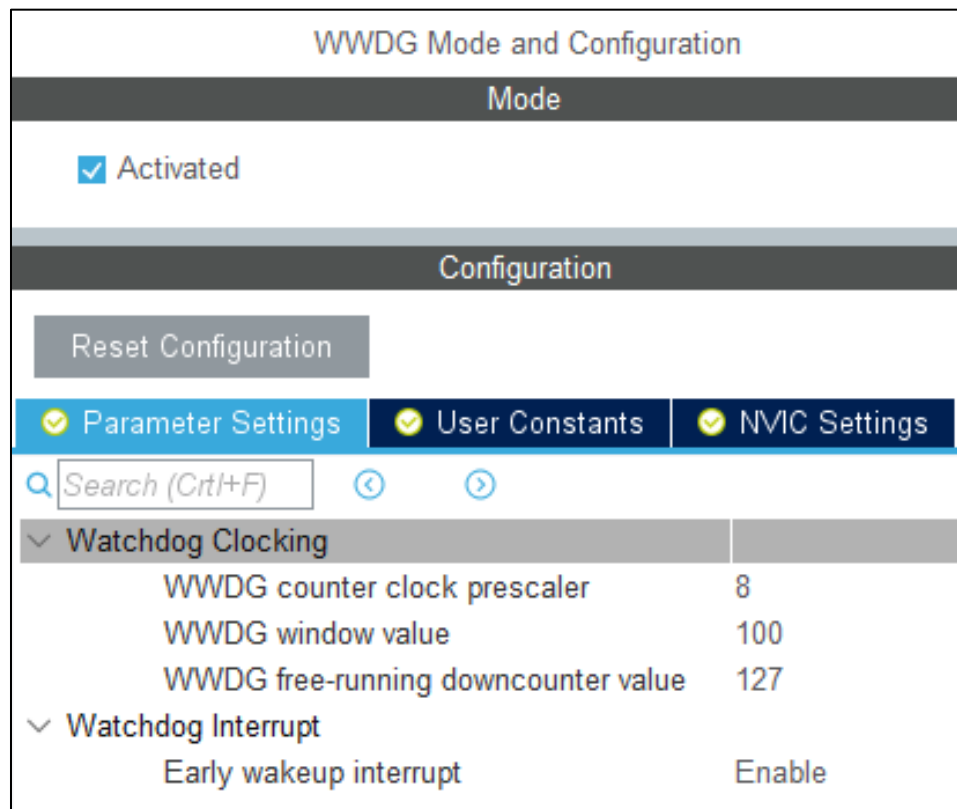 WWDG Mode and Configuration
Mode
Activated
Configuration
Reset Configuration
Parameter Settings User Constants NVIC Settings
Search (Crtl+F)
Watchdog Clocking
WWDG counter clock prescaler 8
WWDG window value 100
WWDG free-running downcounter value 127
Watchdog Interrupt
Early wakeup interrupt Enable